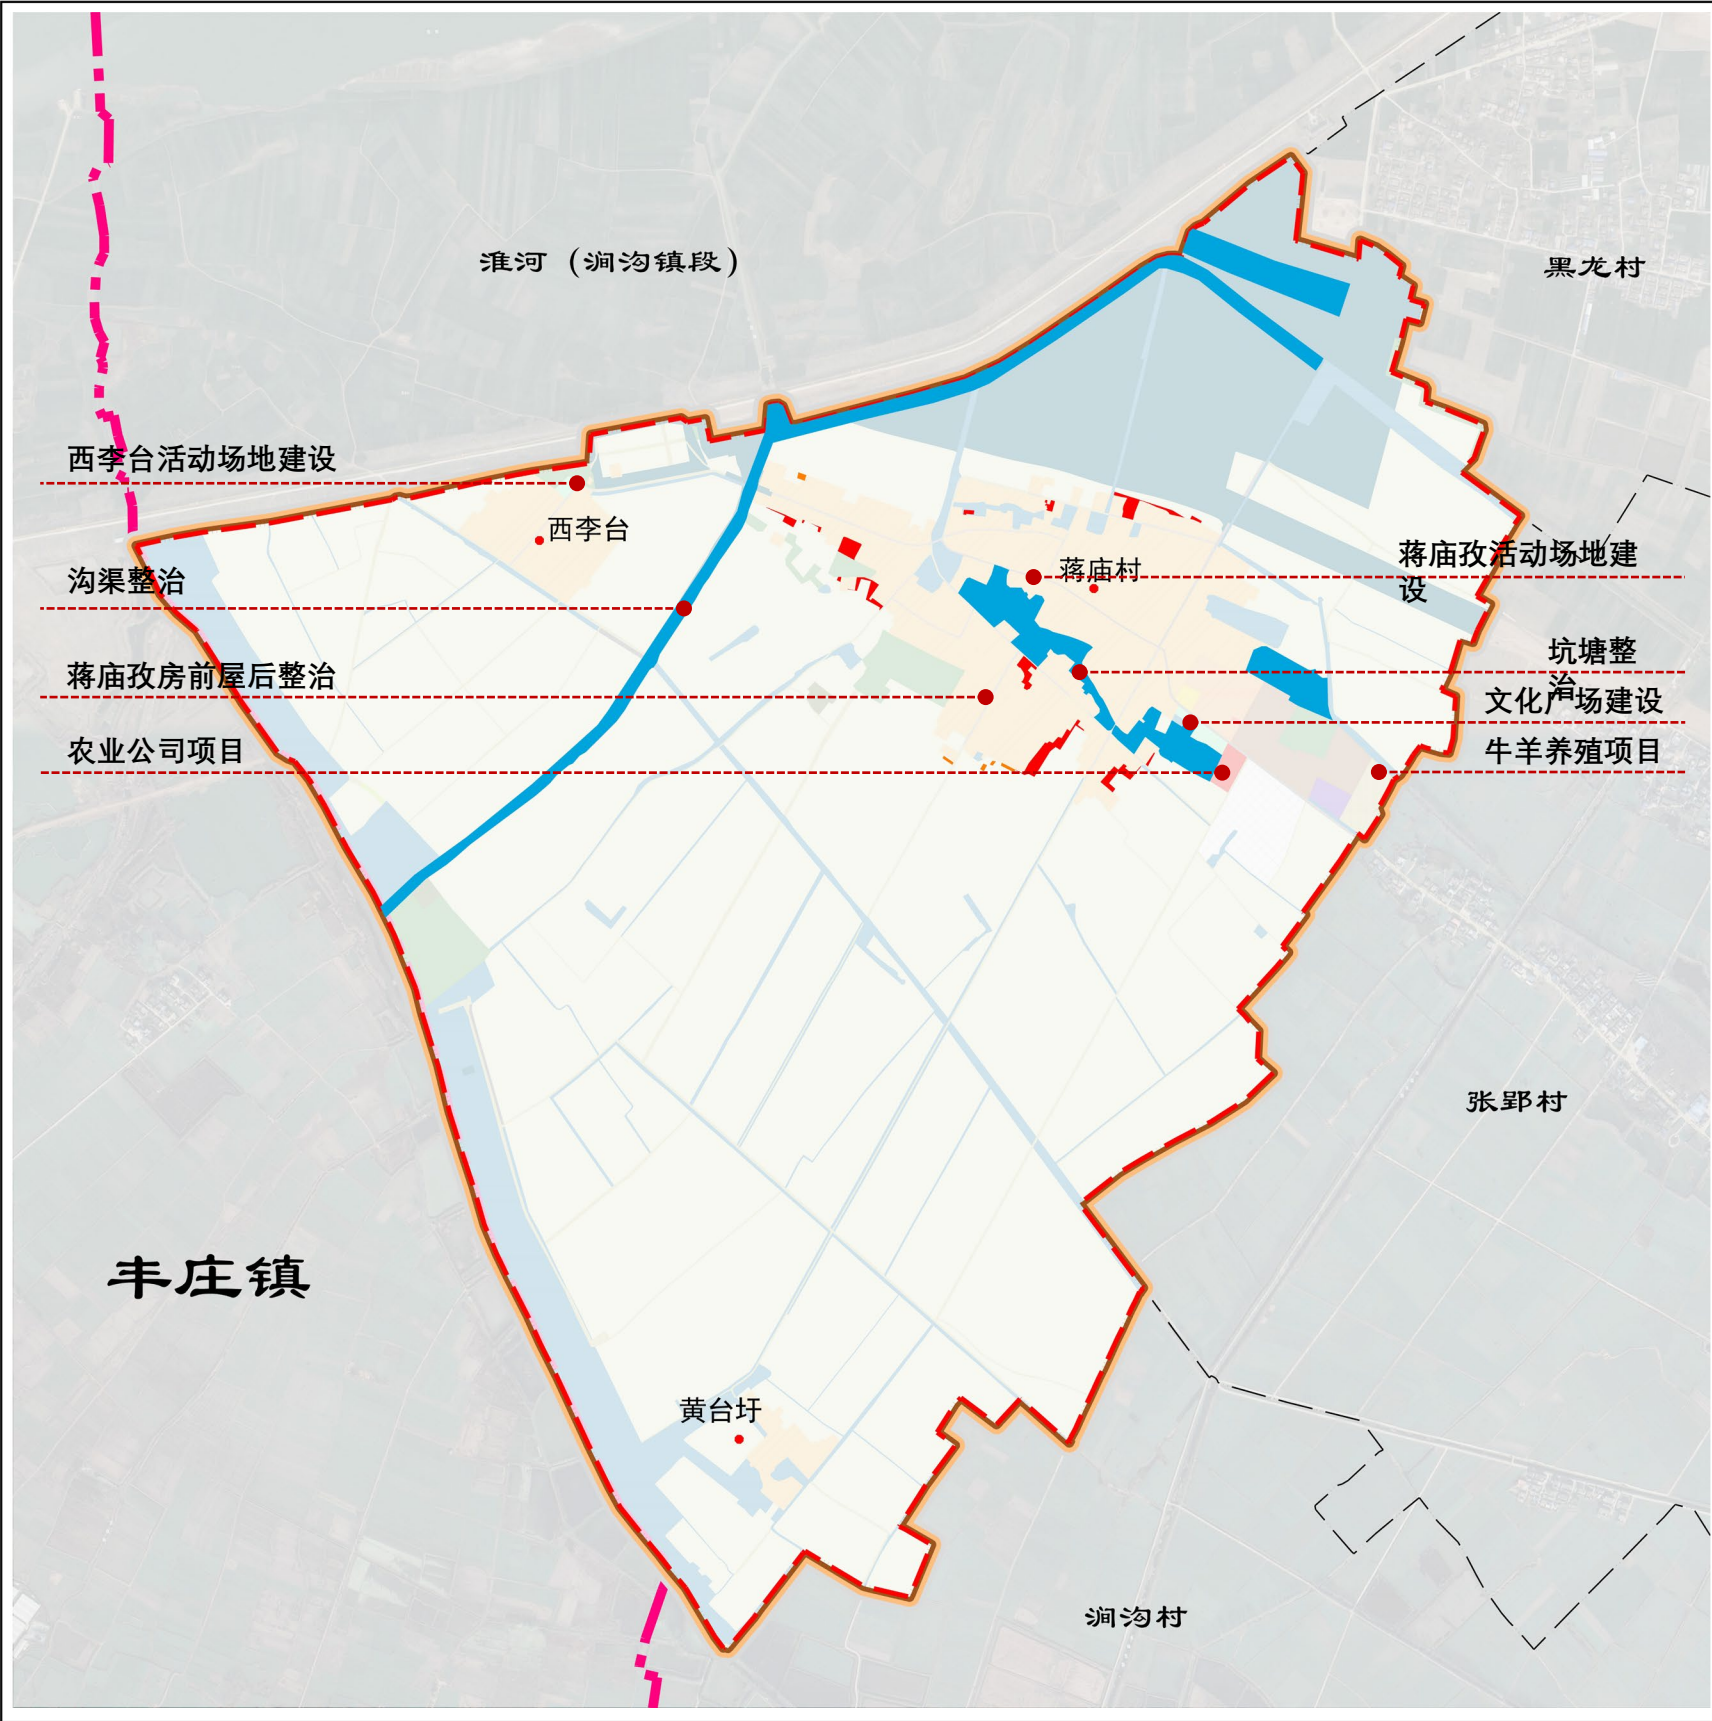 淮河（涧沟镇段）
黑龙村
西李台活动场地建设
西李台
蒋庙孜活动场地建
设
蒋庙村
沟渠整治
坑塘整
治
蒋庙孜房前屋后整治
文化广场建设
农业公司项目
牛羊养殖项目
张郢村
丰庄镇
黄台圩
涧沟村